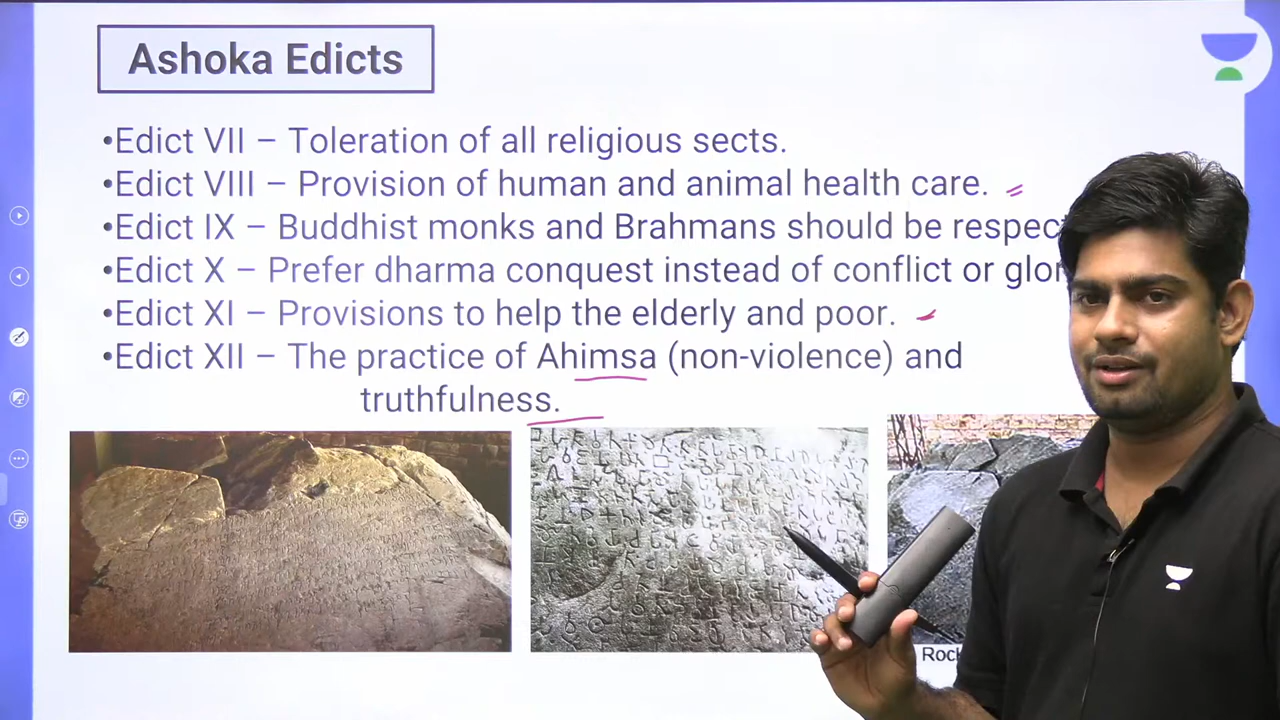 Ashoka Edicts
•Edict VII – Toleration of all religious sects.
•Edict VIII – Provision of human and animal health care.
•Edict IX – Buddhist monks and Brahmans should be respec
•Edict X – Prefer dharma conquest instead of conflict or glor
•Edict XI – Provisions to help the elderly and poor.
•Edict XII – The practice of Ahimsa (non-violence) and
truthfulness.
Rock